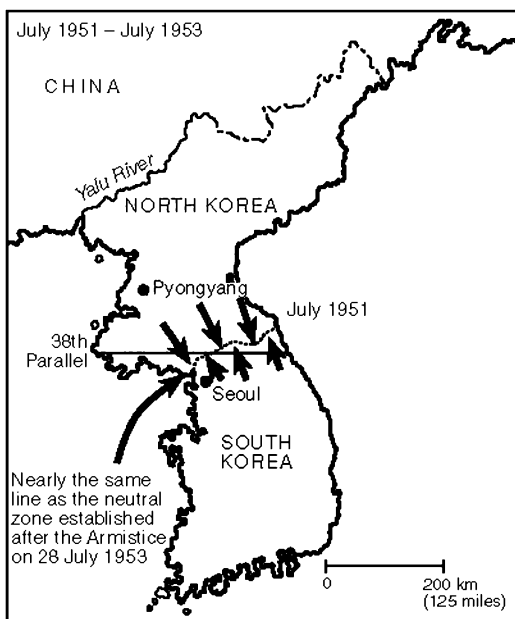 July 1951 – July 1953
CHINA
Yalu River
NORTH KOREA
Pyongyang
July 1951
38th
Parallel
Seoul
SOUTH
KOREA
Nearly the same
line as the neutral
zone established
after the Armistice
on 28 July 1953
0
200 km
(125 miles)